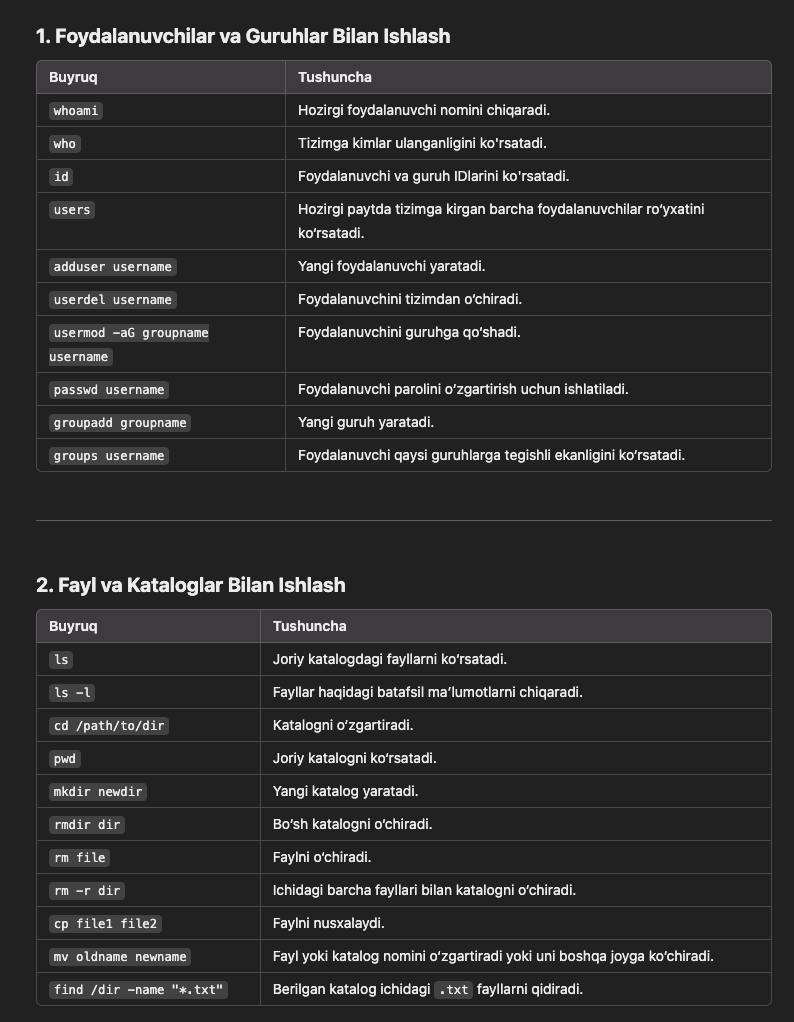 1. Foydalanuvchilar va Guruhlar Bilan Ishlash
Buyruq Tushuncha
whoami Hozirgi foydalanuvchi nomini chiqaradi.
who Tizimga kimlar ulanganligini ko'rsatadi.
id Foydalanuvchi va guruh IDlarini ko'rsatadi.
users Hozirgi paytda tizimga kirgan barcha foydalanuvchilar ro‘yxatini
ko‘rsatadi.
adduser username Yangi foydalanuvchi yaratadi.
userdel username Foydalanuvchini tizimdan o‘chiradi.
usermod -aG groupname Foydalanuvchini guruhga qo‘shadi.
username
passwd username Foydalanuvchi parolini o‘zgartirish uchun ishlatiladi.
groupadd groupname Yangi guruh yaratadi.
groups username Foydalanuvchi qaysi guruhlarga tegishli ekanligini ko‘rsatadi.
2. Fayl va Kataloglar Bilan Ishlash
Buyruq Tushuncha
ls Joriy katalogdagi fayllarni ko‘rsatadi.
ls -l Fayllar haqidagi batafsil ma’lumotlarni chiqaradi.
cd /path/to/dir Katalogni o‘zgartiradi.
pwd Joriy katalogni ko‘rsatadi.
mkdir newdir Yangi katalog yaratadi.
rmdir dir Bo‘sh katalogni o‘chiradi.
rm file Faylni o‘chiradi.
rm -r dir Ichidagi barcha fayllari bilan katalogni o‘chiradi.
cp file1 file2 Faylni nusxalaydi.
mv oldname newname Fayl yoki katalog nomini o‘zgartiradi yoki uni boshqa joyga ko‘chiradi.
find /dir -name "*.txt" Berilgan katalog ichidagi .txt fayllarni qidiradi.